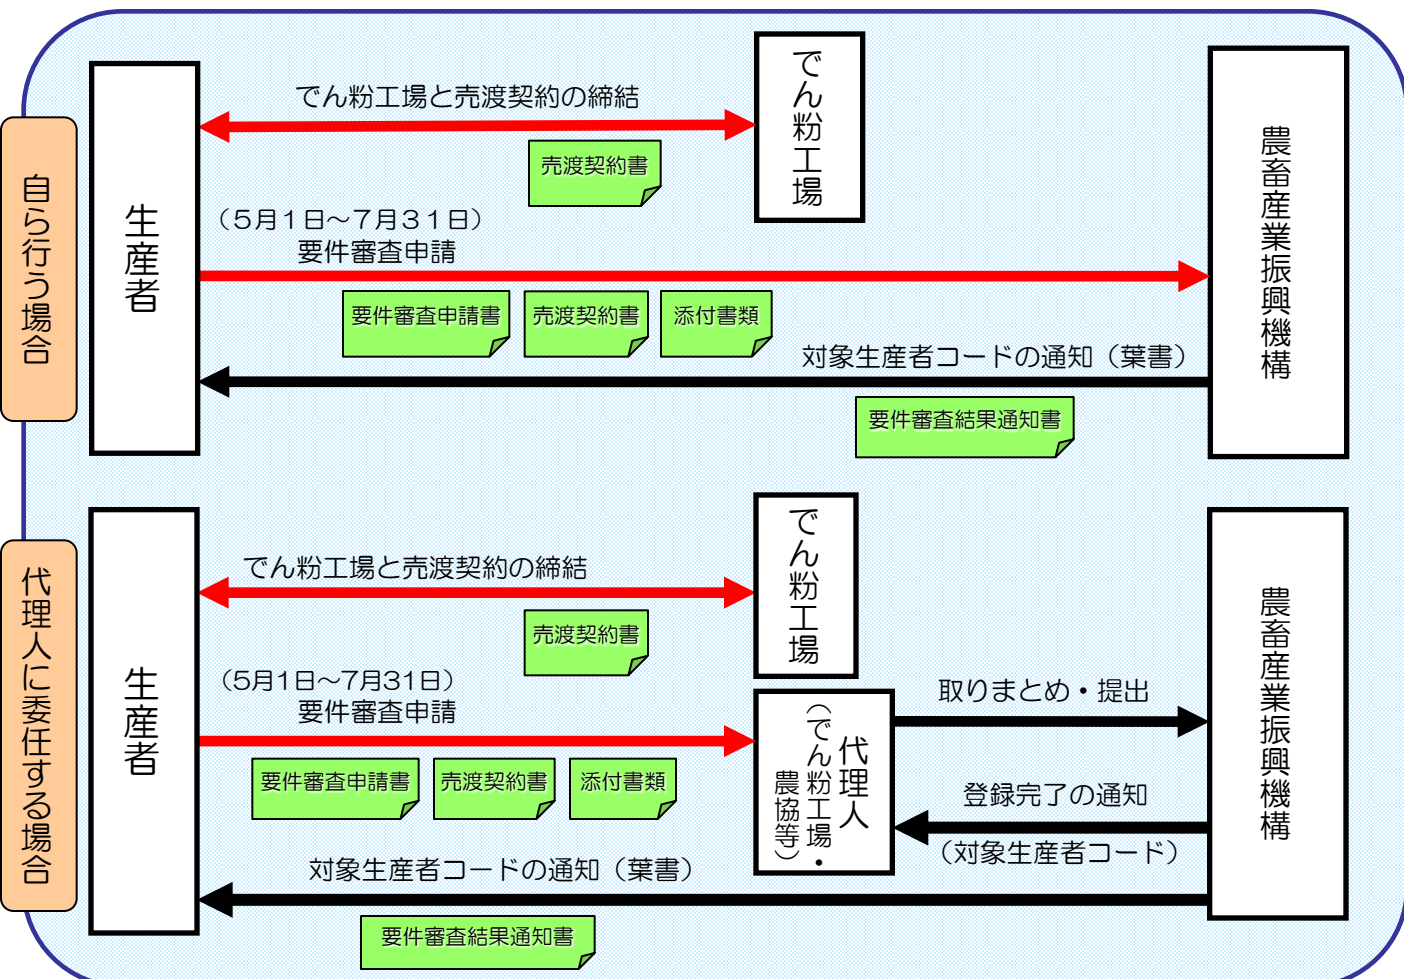 自ら行う場合
生産者
でん粉工場と売渡契約の締結
売渡契約書
でん粉工場
農畜産業振興機構
（５月１日～７月３１日）
要件審査申請
要件審査申請書
売渡契約書
添付書類
対象生産者コードの通知（葉書）
要件審査結果通知書
代理人に委任する場合
生産者
でん粉工場と売渡契約の締結
売渡契約書
でん粉工場
農畜産業振興機構
（5月1日～7月31日）
要件審査申請
要件審査申請書
売渡契約書
添付書類
代理人
（でん粉工場・
農協等）
取りまとめ・提出
登録完了の通知
（対象生産者コード）
対象生産者コードの通知（葉書）
要件審査結果通知書